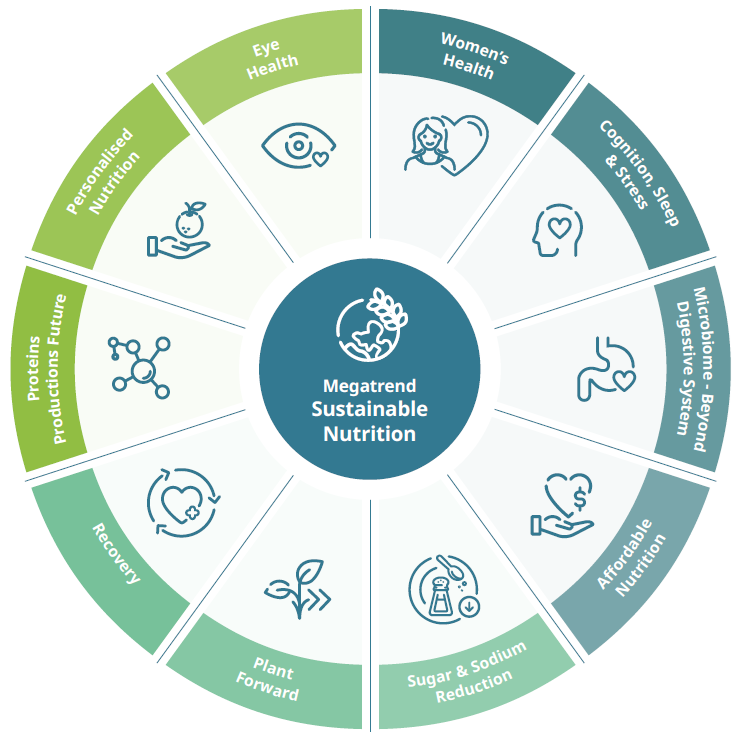 Women's
Health
Cognition, Sleep
& Stress
Microbiome - Beyond
Digestive System
Affordable
Nutrition
$
Sugar & Sodium
Reduction
Plant
Forward
Recovery
Proteins
Productions Future
Personalised
Nutrition
Eye
Health
Megatrend
Sustainable
Nutrition